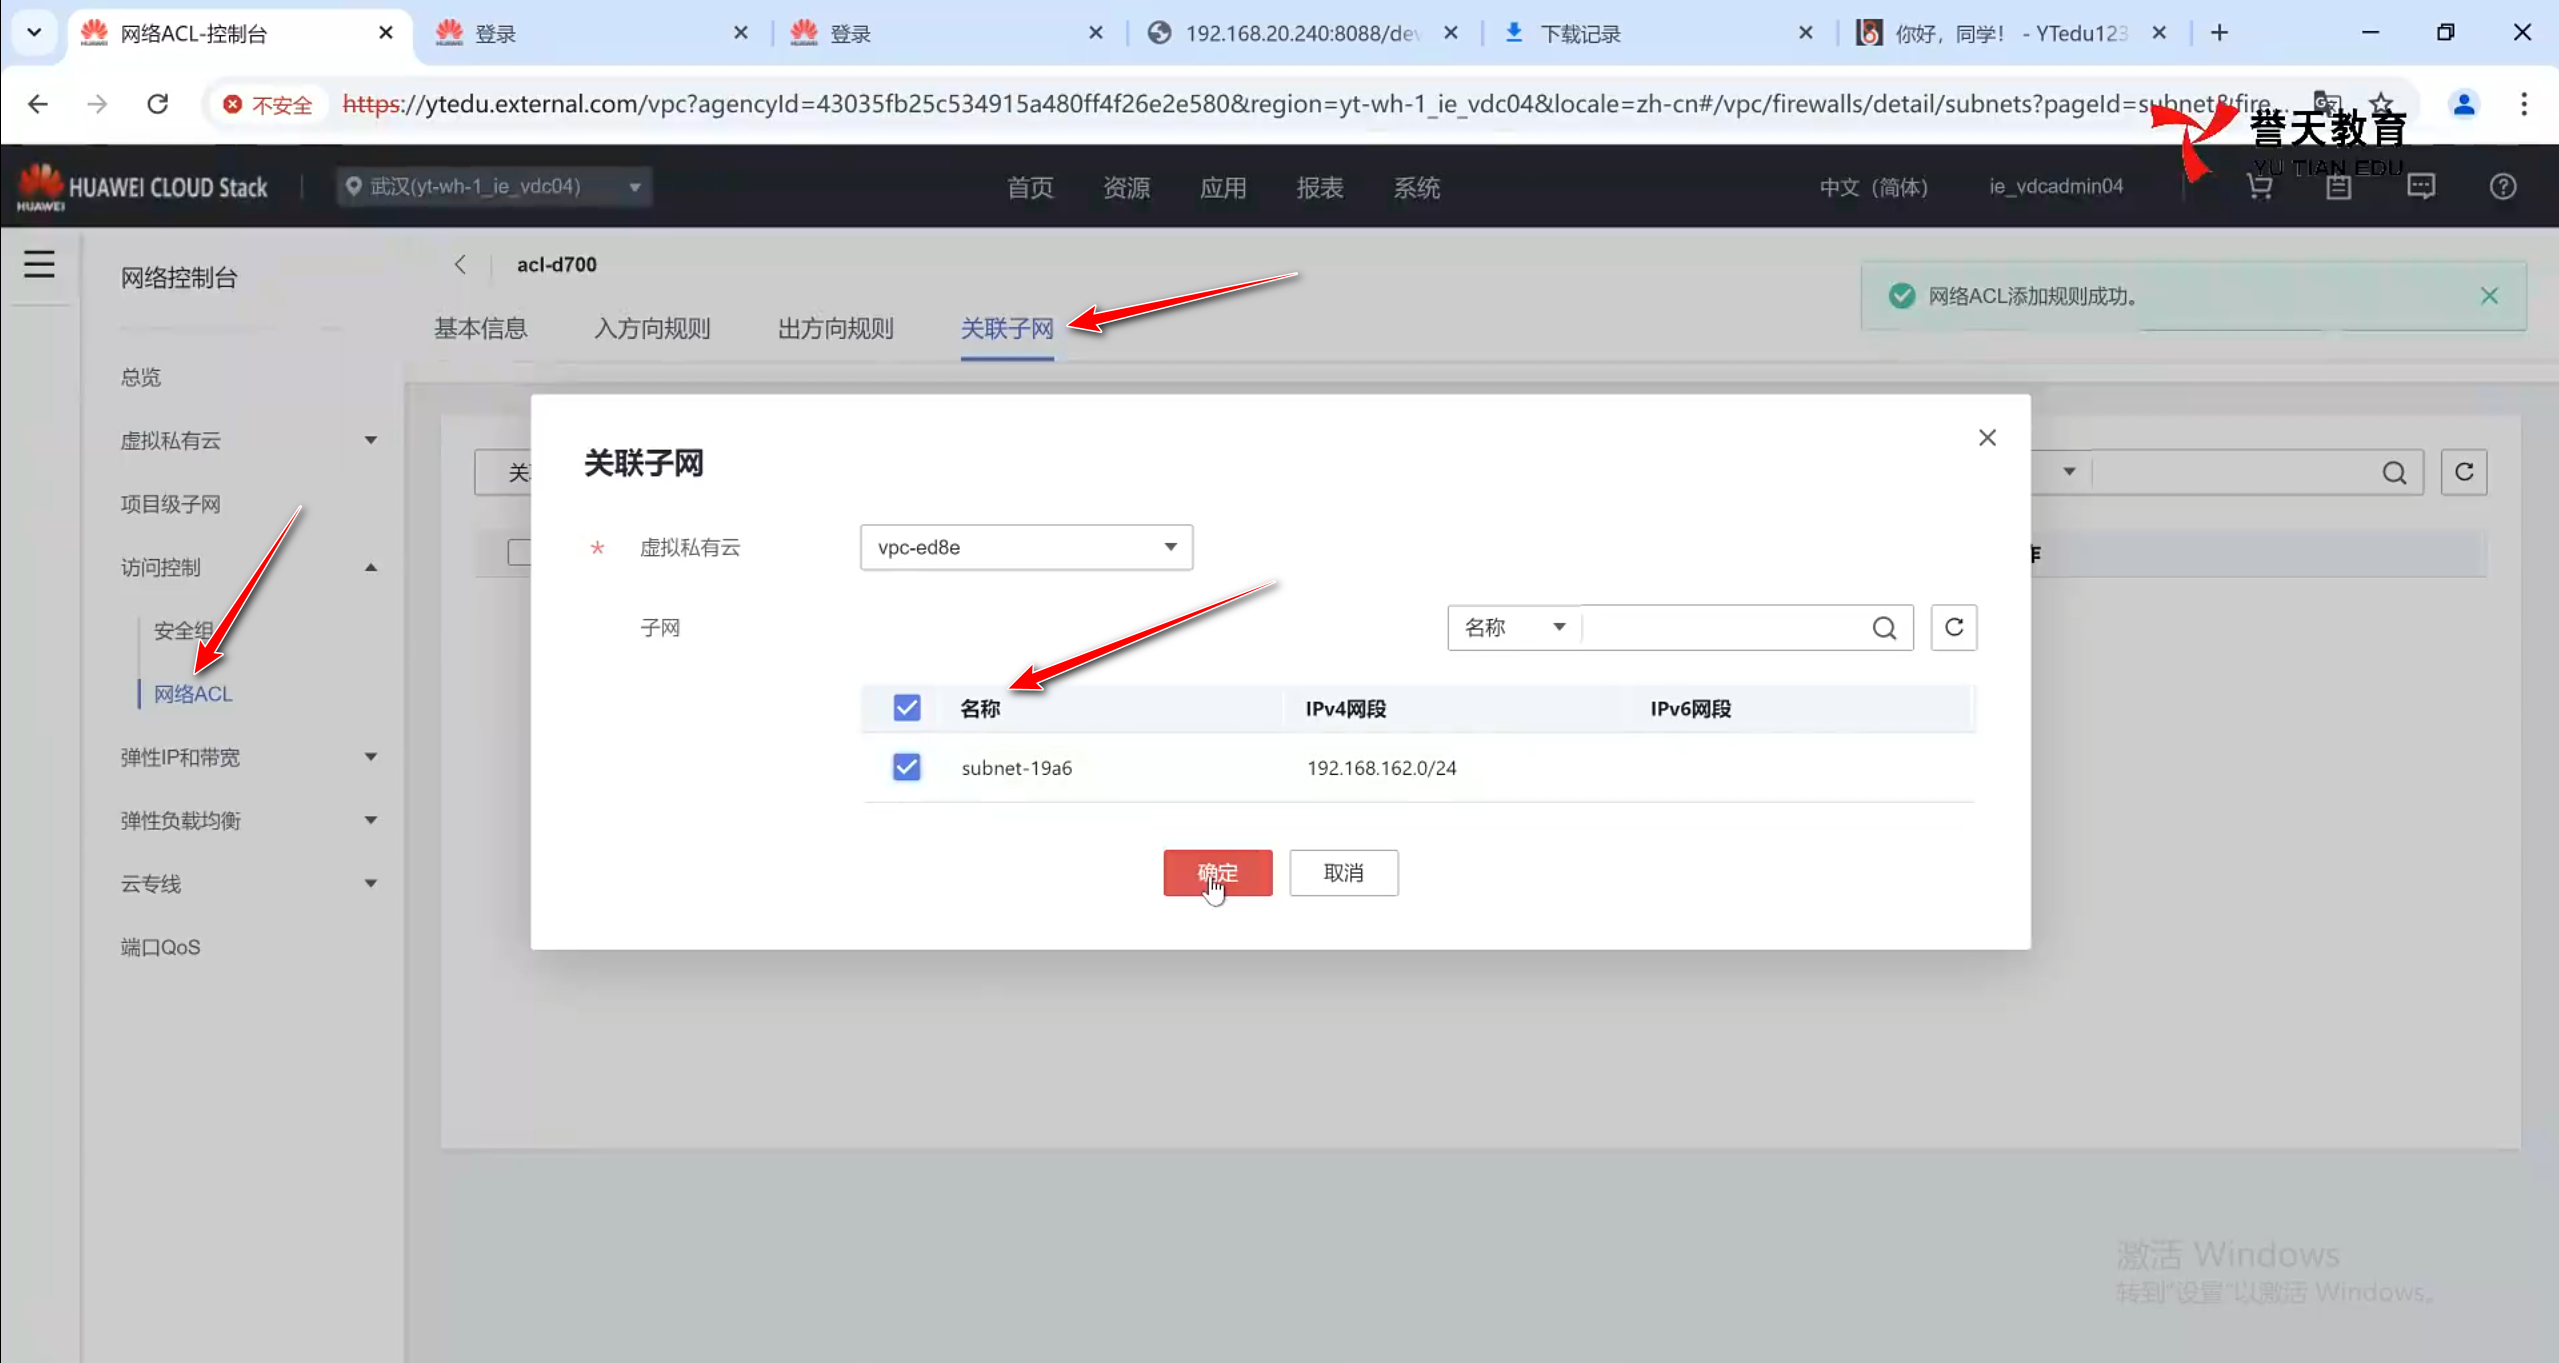 网络ACL-控制台
登录
登录
192.168.20.240:8088/dev
下载记录
你好，同学！ - YTedu123
不安全
https://ytedu.external.com/vpc?agencyId=43035fb25c534915a480ff4f26e2e580&region=yt-wh-1_ie_vdc04&locale=zh-cn#/vpc/firewalls/detail/subnets?pageId=subnet&fire...
誉天教育
YU TIAN EDU
HUAWEI
HUAWEI CLOUD Stack
武汉(yt-wh-1_ie_vdc04)
首页
资源
应用
报表
系统
中文（简体）
ie_vdcadmin04
网络控制台
acl-d700
网络ACL添加规则成功。
基本信息
入方向规则
出方向规则
关联子网
总览
虚拟私有云
项目级子网
访问控制
安全组
网络ACL
弹性IP和带宽
弹性负载均衡
云专线
端口QoS
关
关联子网
* 虚拟私有云
vpc-ed8e
子网
名称
名称
IPv4网段
IPv6网段
subnet-19a6
192.168.162.0/24
确定
取消
激活 Windows
转到"设置"以激活 Windows。